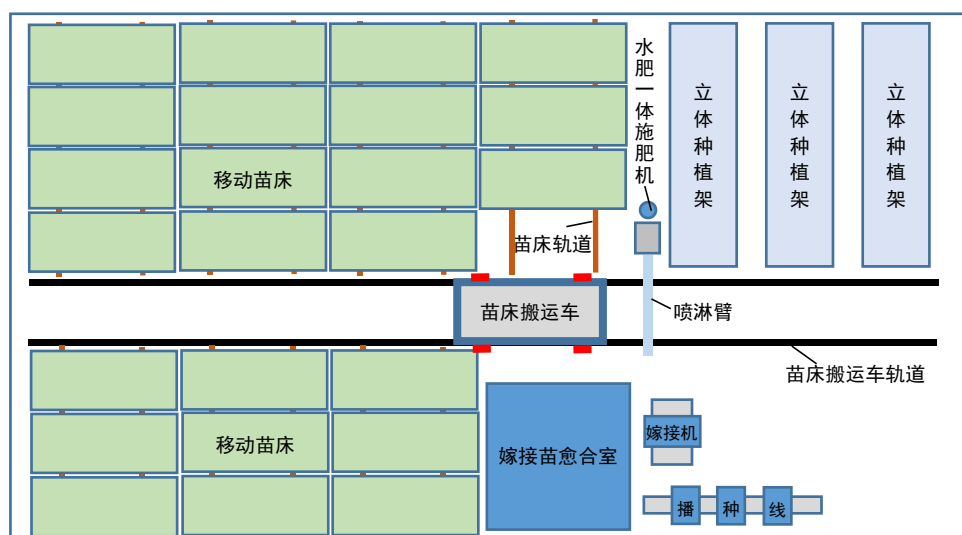 水肥一体施肥机
立体种植架
立体种植架
立体种植架
移动苗床
苗床轨道
苗床搬运车
喷淋臂
苗床搬运车轨道
移动苗床
嫁接苗愈合室
嫁接机
播种线